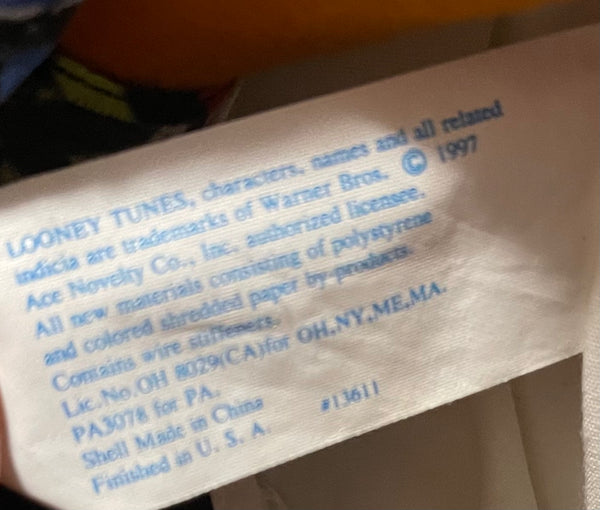 LOONEY TUNES, characters, names and all related
indicia are trademarks of Warner Bros. © 1997
Ace Novelty Co., Inc. authorized licensee.
All new materials consisting of polystyrene
and colored shredded paper by-products.
Contains wire stiffeners.
Lic.No.OH 8029(CA)for OH,NY,ME,MA.
PA3078 for PA.
Shell Made in China #13611
Finished in U. S. A.